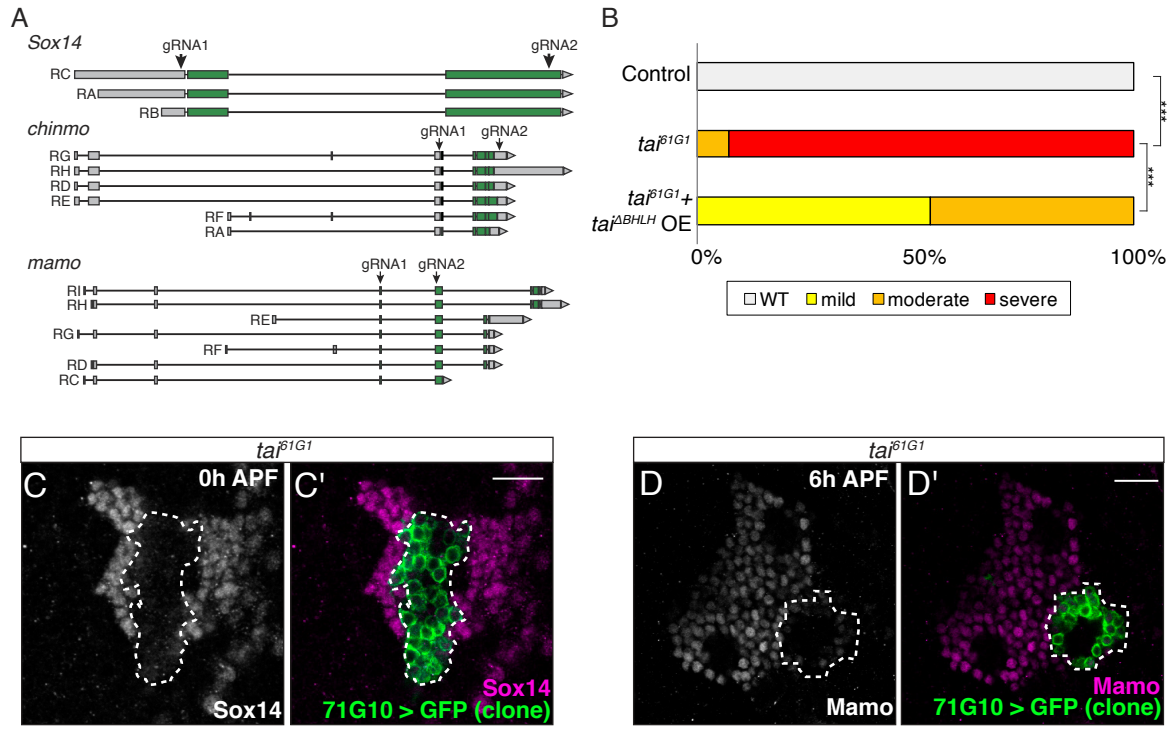 A
Sox14
gRNA1 gRNA2
RC
RA
RB
chinmo
gRNA1 gRNA2
RG
RH
RD
RE
RF
RA
mamo
gRNA1 gRNA2
RI
RH
RE
RG
RF
RD
RC
B
Control
tai61G1
tai61G1+
taiΔBHLH OE
****
***
0% 50% 100%
WT mild moderate severe
tai61G1
C 0h APF
Sox14
C'
Sox14
71G10 > GFP (clone)
tai61G1
D 6h APF
Mamo
D'
Mamo
71G10 > GFP (clone)